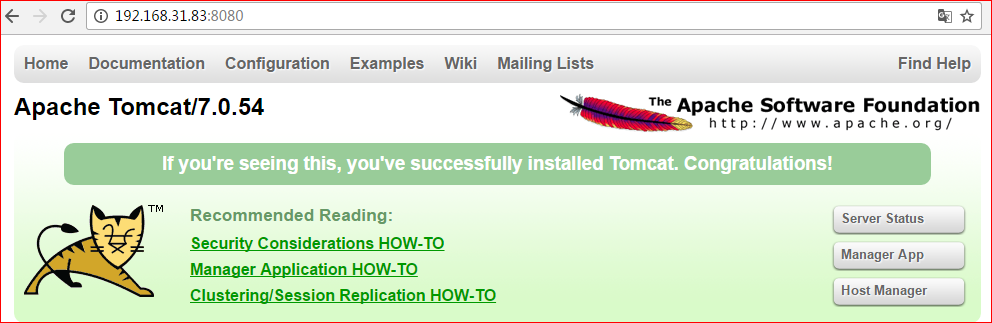 192.168.31.83:8080
Home Documentation Configuration Examples Wiki Mailing Lists Find Help
Apache Tomcat/7.0.54
The Apache Software Foundation
http://www.apache.org/
If you're seeing this, you've successfully installed Tomcat. Congratulations!
TM
Recommended Reading:
Security Considerations HOW-TO
Manager Application HOW-TO
Clustering/Session Replication HOW-TO
Server Status
Manager App
Host Manager